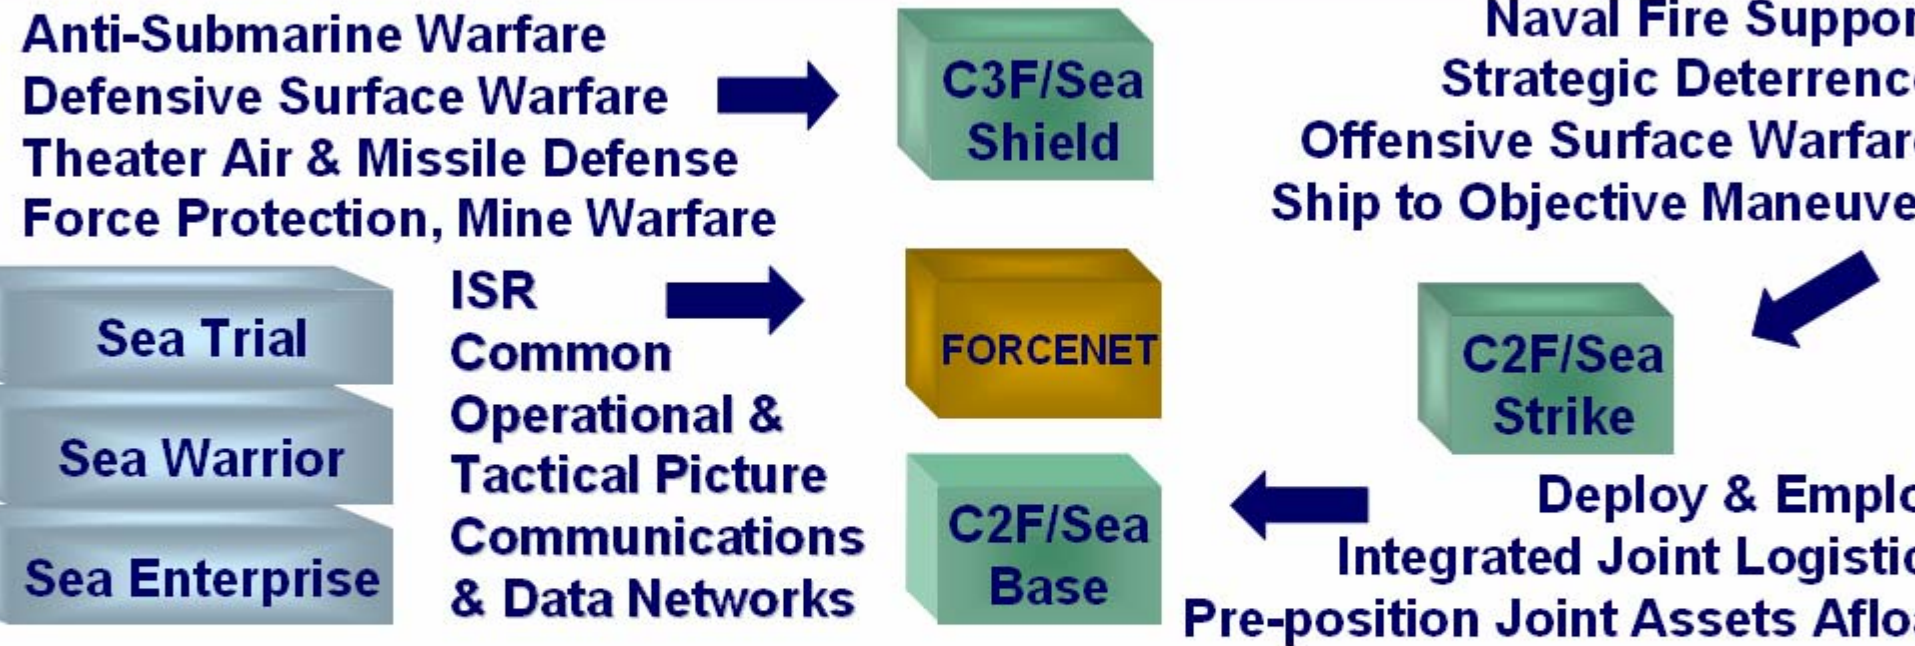 Anti-Submarine Warfare
Defensive Surface Warfare
Theater Air & Missile Defense
Force Protection, Mine Warfare
C3F/Sea
Shield
Naval Fire Suppor
Strategic Deterrenc
Offensive Surface Warfar
Ship to Objective Maneuve
Sea Trial
Sea Warrior
Sea Enterprise
ISR
Common
Operational &
Tactical Picture
Communications
& Data Networks
FORCENET
C2F/Sea
Strike
C2F/Sea
Base
Deploy & Emplo
Integrated Joint Logistic
Pre-position Joint Assets Afloa